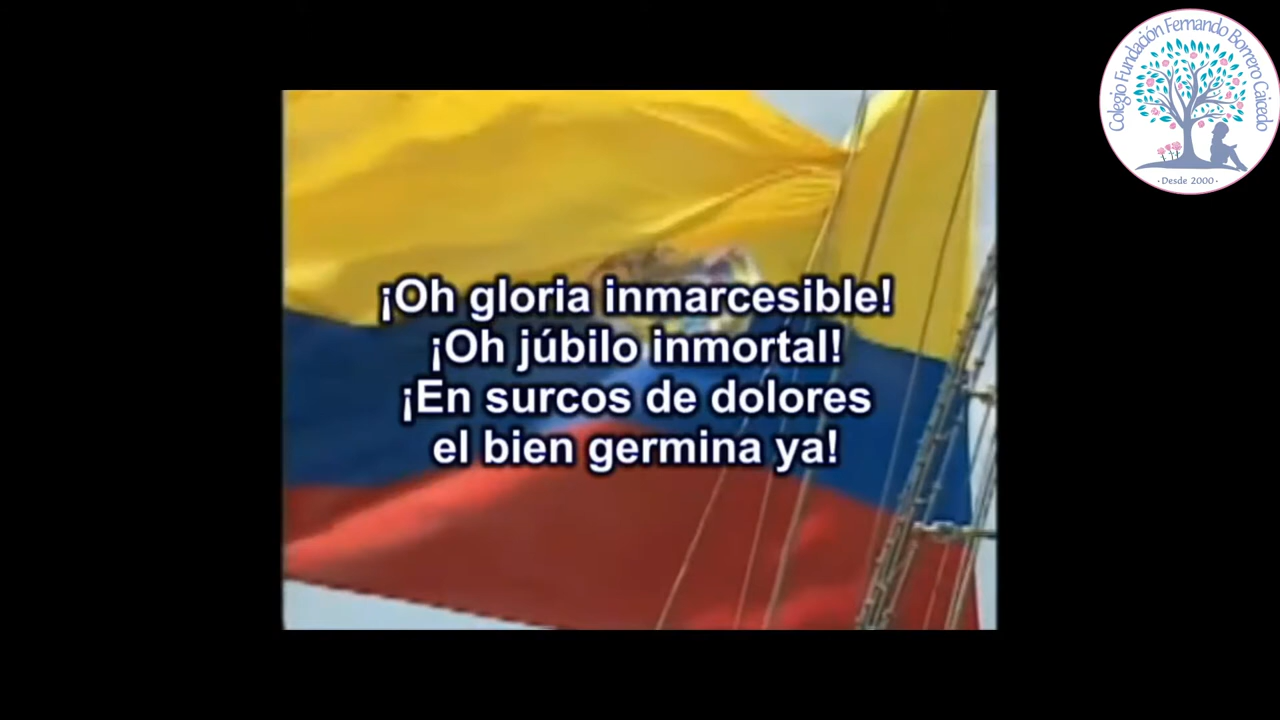 ¡Oh gloria inmarcesible!
¡Oh júbilo inmortal!
¡En surcos de dolores
el bien germina ya!
Colegio Fundación Fernando Borrero Caicedo
· Desde 2000 ·